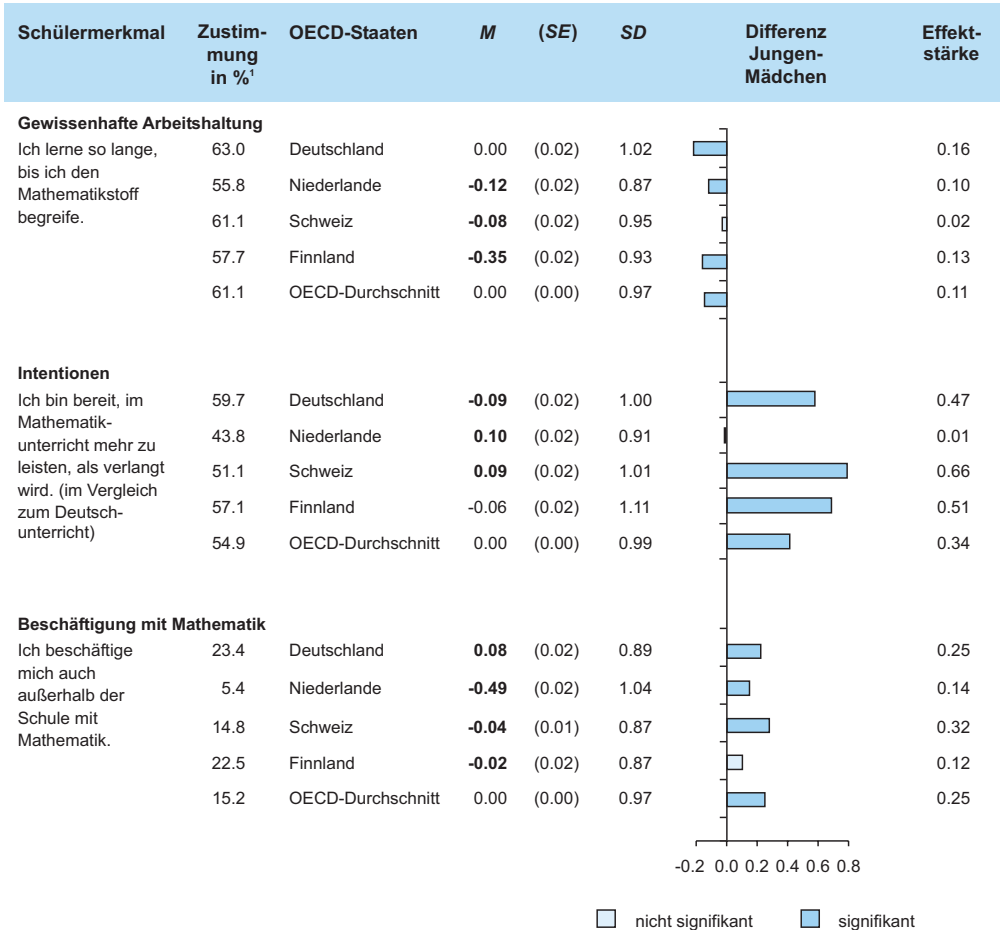 Schülermerkmal Zustim-mung in %¹ OECD-Staaten M (SE) SD Differenz Jungen-Mädchen Effekt-stärke
Gewissenhafte Arbeitshaltung
Ich lerne so lange, 63.0 Deutschland 0.00 (0.02) 1.02 0.16
bis ich den
Mathematikstoff 55.8 Niederlande -0.12 (0.02) 0.87 0.10
begreife. 61.1 Schweiz -0.08 (0.02) 0.95 0.02
57.7 Finnland -0.35 (0.02) 0.93 0.13
61.1 OECD-Durchschnitt 0.00 (0.00) 0.97 0.11
Intentionen
Ich bin bereit, im 59.7 Deutschland -0.09 (0.02) 1.00 0.47
Mathematik-
unterricht mehr zu 43.8 Niederlande 0.10 (0.02) 0.91 0.01
leisten, als verlangt 51.1 Schweiz 0.09 (0.02) 1.01 0.66
wird. (im Vergleich
zum Deutsch- 57.1 Finnland -0.06 (0.02) 1.11 0.51
unterricht)
54.9 OECD-Durchschnitt 0.00 (0.00) 0.99 0.34
Beschäftigung mit Mathematik
Ich beschäftige 23.4 Deutschland 0.08 (0.02) 0.89 0.25
mich auch
außerhalb der 5.4 Niederlande -0.49 (0.02) 1.04 0.14
Schule mit 14.8 Schweiz -0.04 (0.01) 0.87 0.32
Mathematik.
22.5 Finnland -0.02 (0.02) 0.87 0.12
15.2 OECD-Durchschnitt 0.00 (0.00) 0.97 0.25
-0.2 0.0 0.2 0.4 0.6 0.8
nicht signifikant signifikant